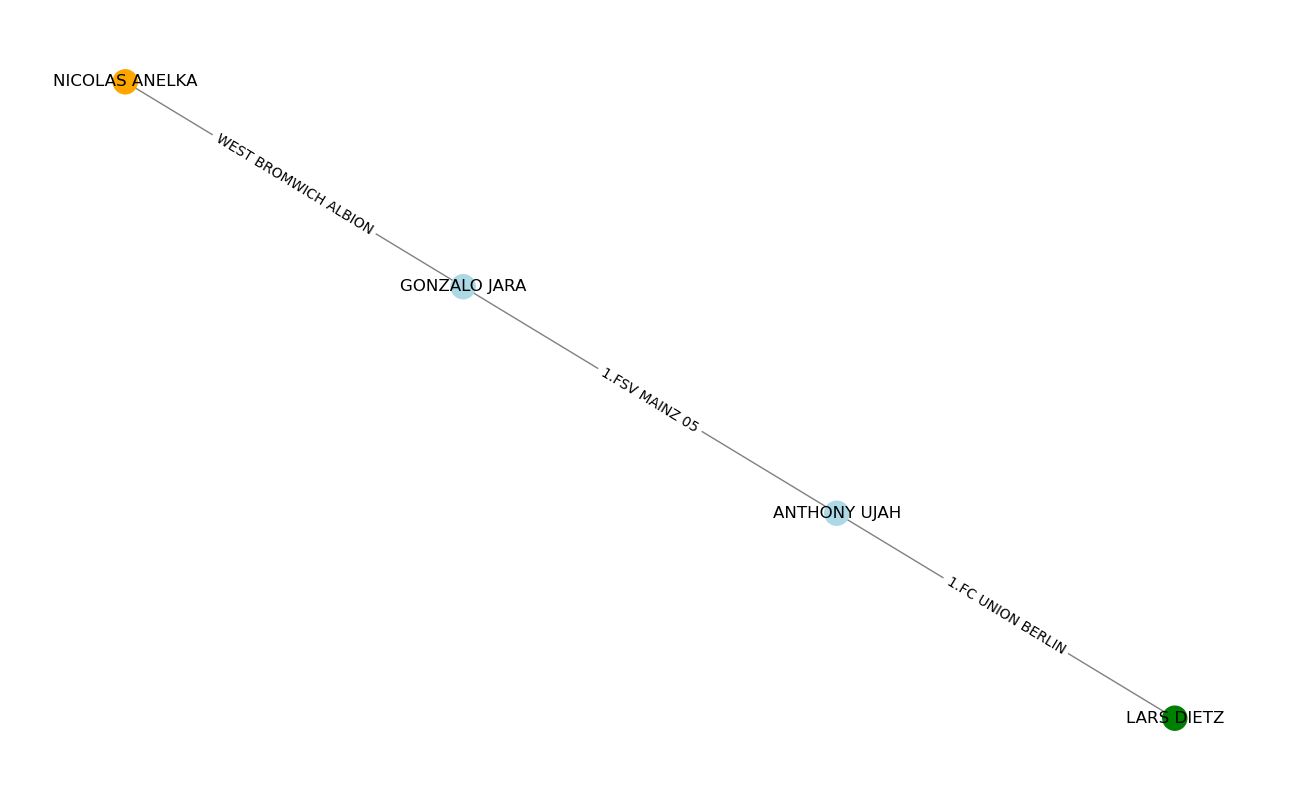 NICOLAS ANELKA
WEST BROMWICH ALBION
GONZALO JARA
1.FSV MAINZ 05
ANTHONY UJAH
1.FC UNION BERLIN
LARS DIETZ